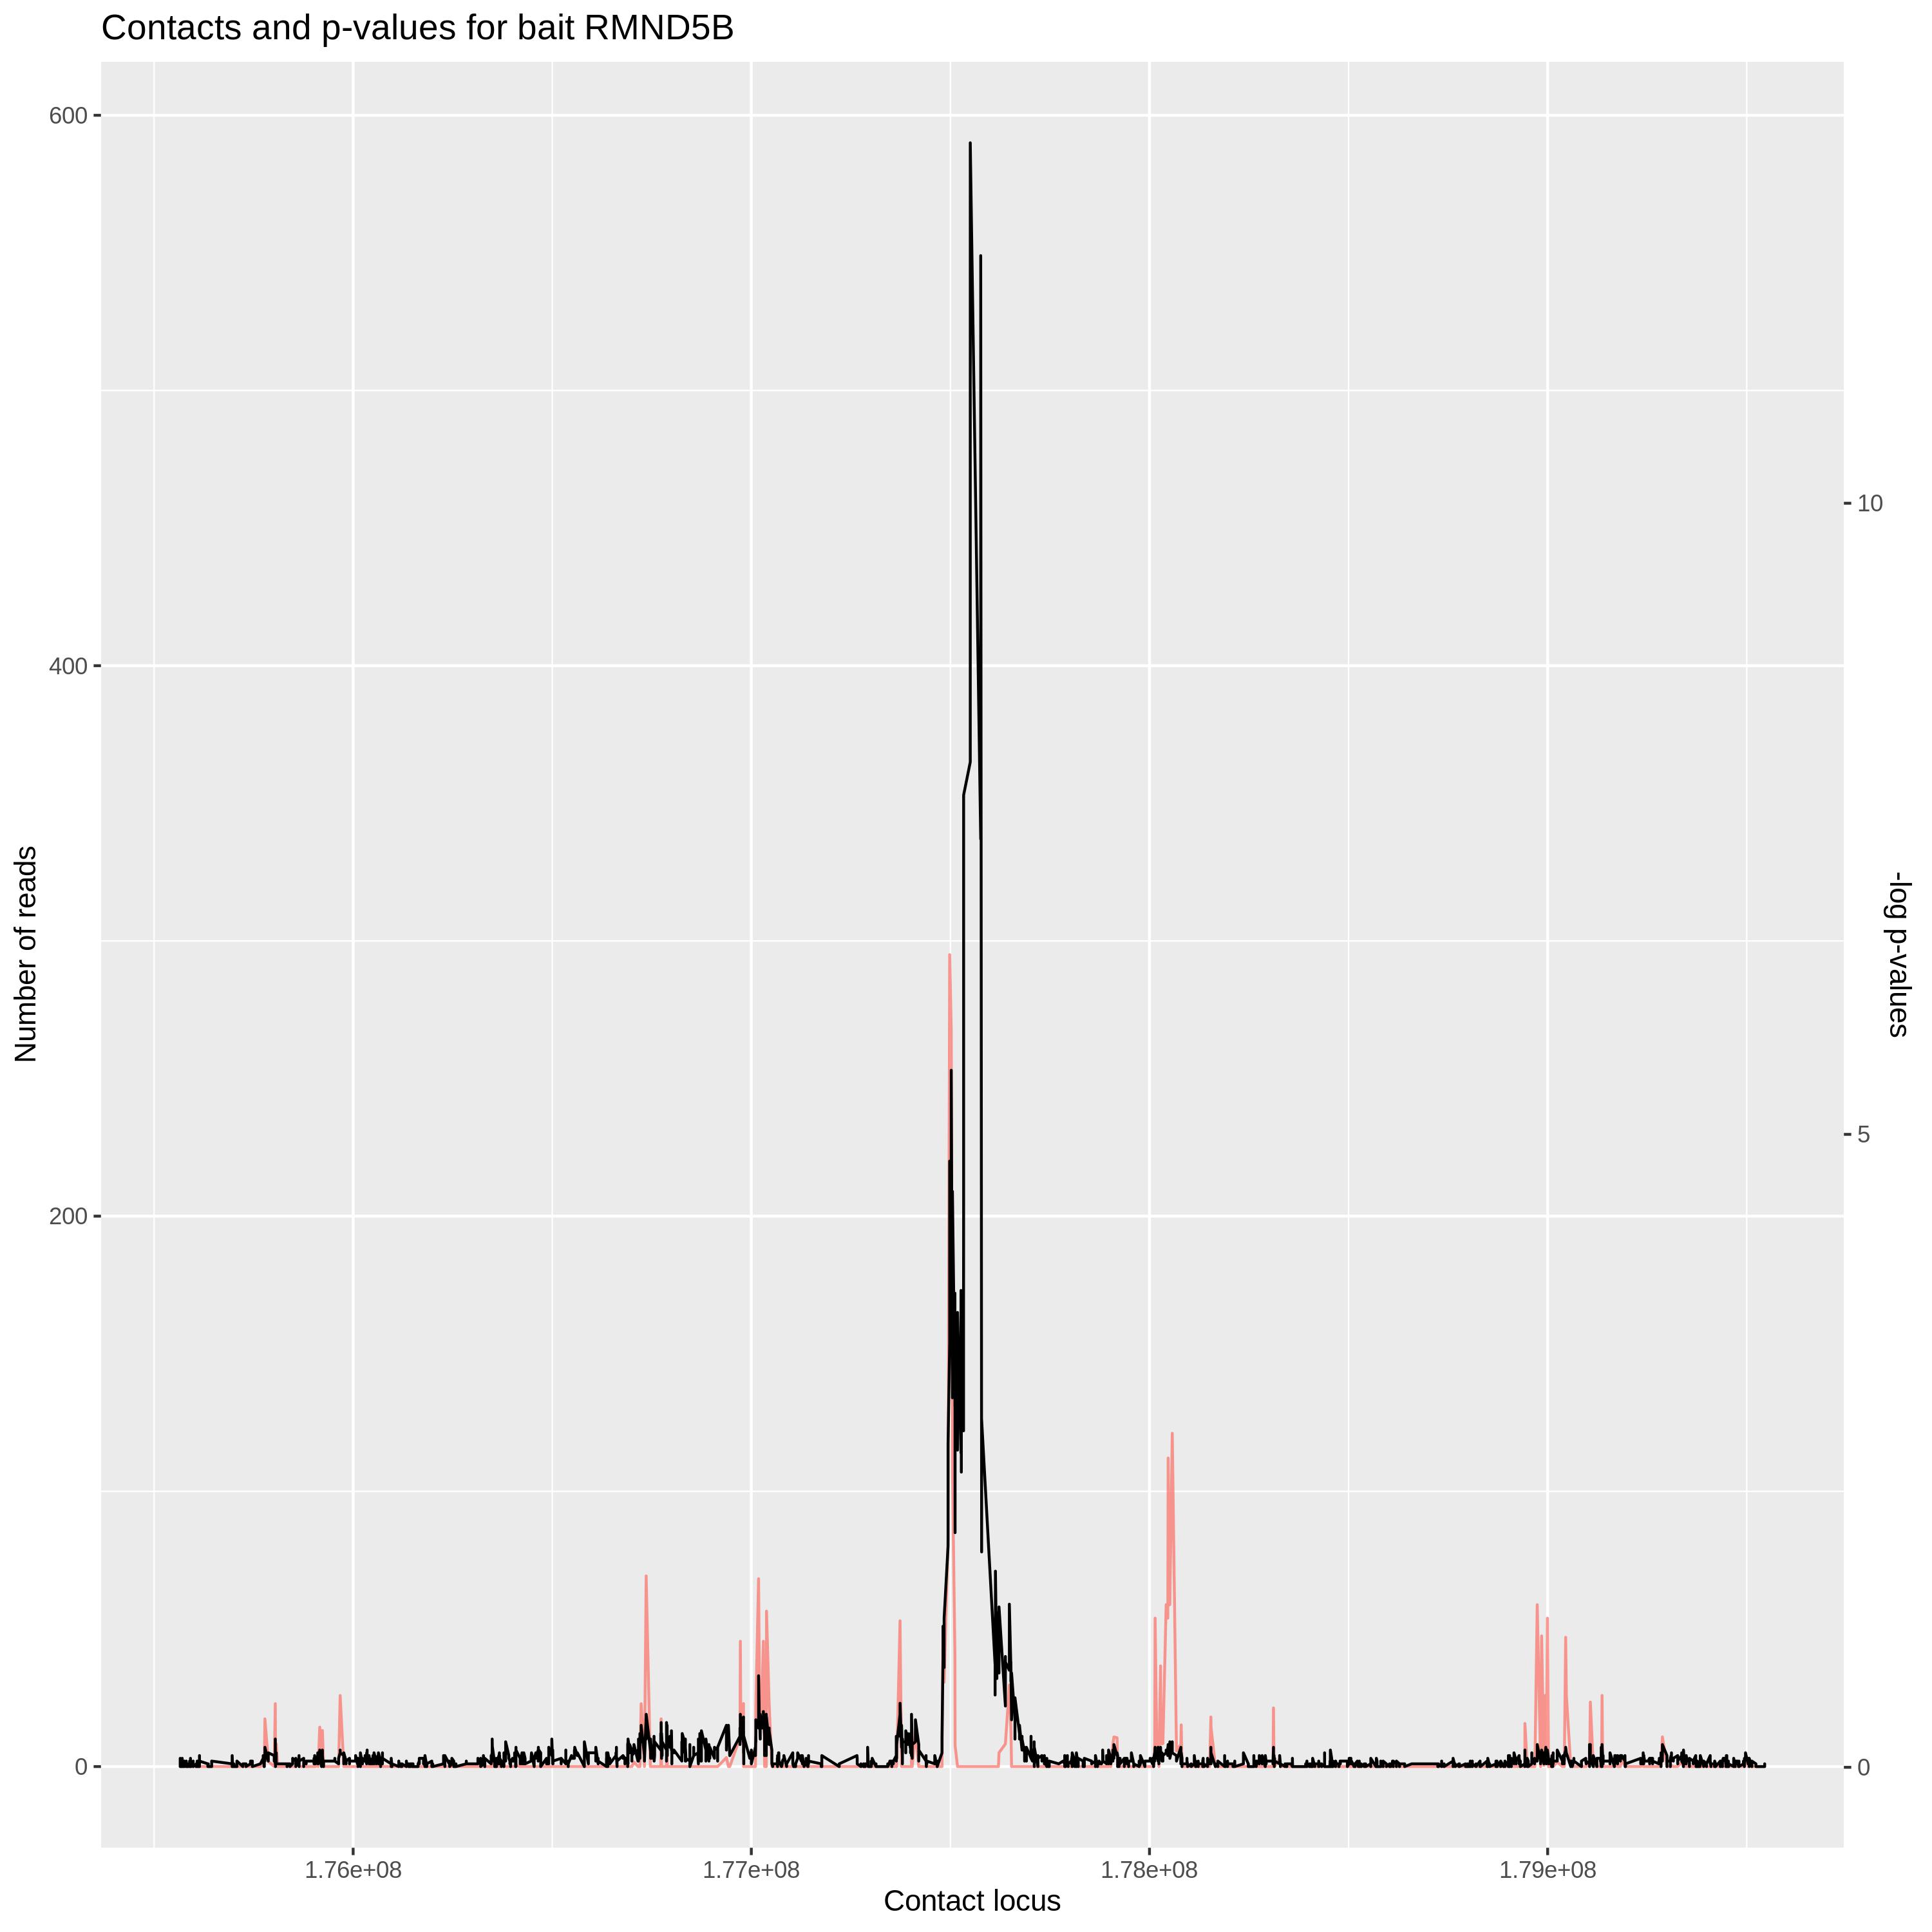 Contacts and p-values for bait RMND5B
600
400
200
0
Number of reads
10
5
0
-log p-values
1.76e+08
1.77e+08
1.78e+08
1.79e+08
Contact locus